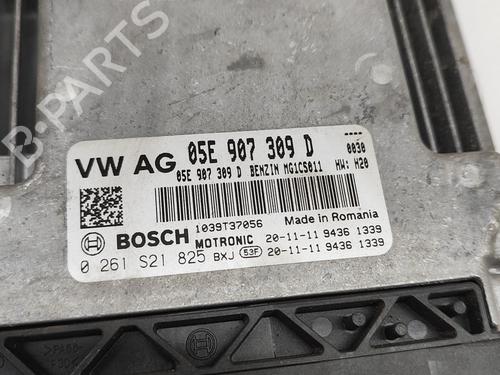 B-PARTS
VW AG 05E 907 309 D
05E 907 309 D BENZIN MG1CS011 HW: H20
0030
1039T37056 Made in Romania
BOSCH MOTRONIC 20-11-11 9436 1339
0 261 S21 825 BXJ 53F 20-11-11 9436 1339